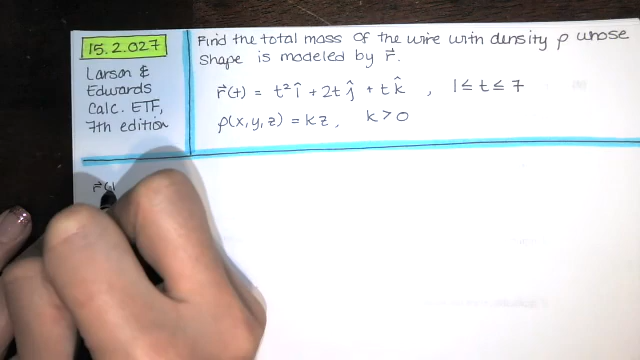 15.2.027
Larson &
Edwards
Calc. ETF,
7th edition
Find the total mass of the wire with density ρ whose
shape is modeled by r⃗.
r⃗(t) = t² î + 2t ĵ + t k̂ , 1 ≤ t ≤ 7
ρ(x,y,z) = kz, k > 0